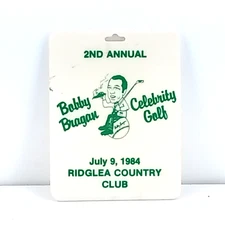 2ND ANNUAL
Bobby Bragan
Celebrity Golf
July 9, 1984
RIDGLEA COUNTRY
CLUB